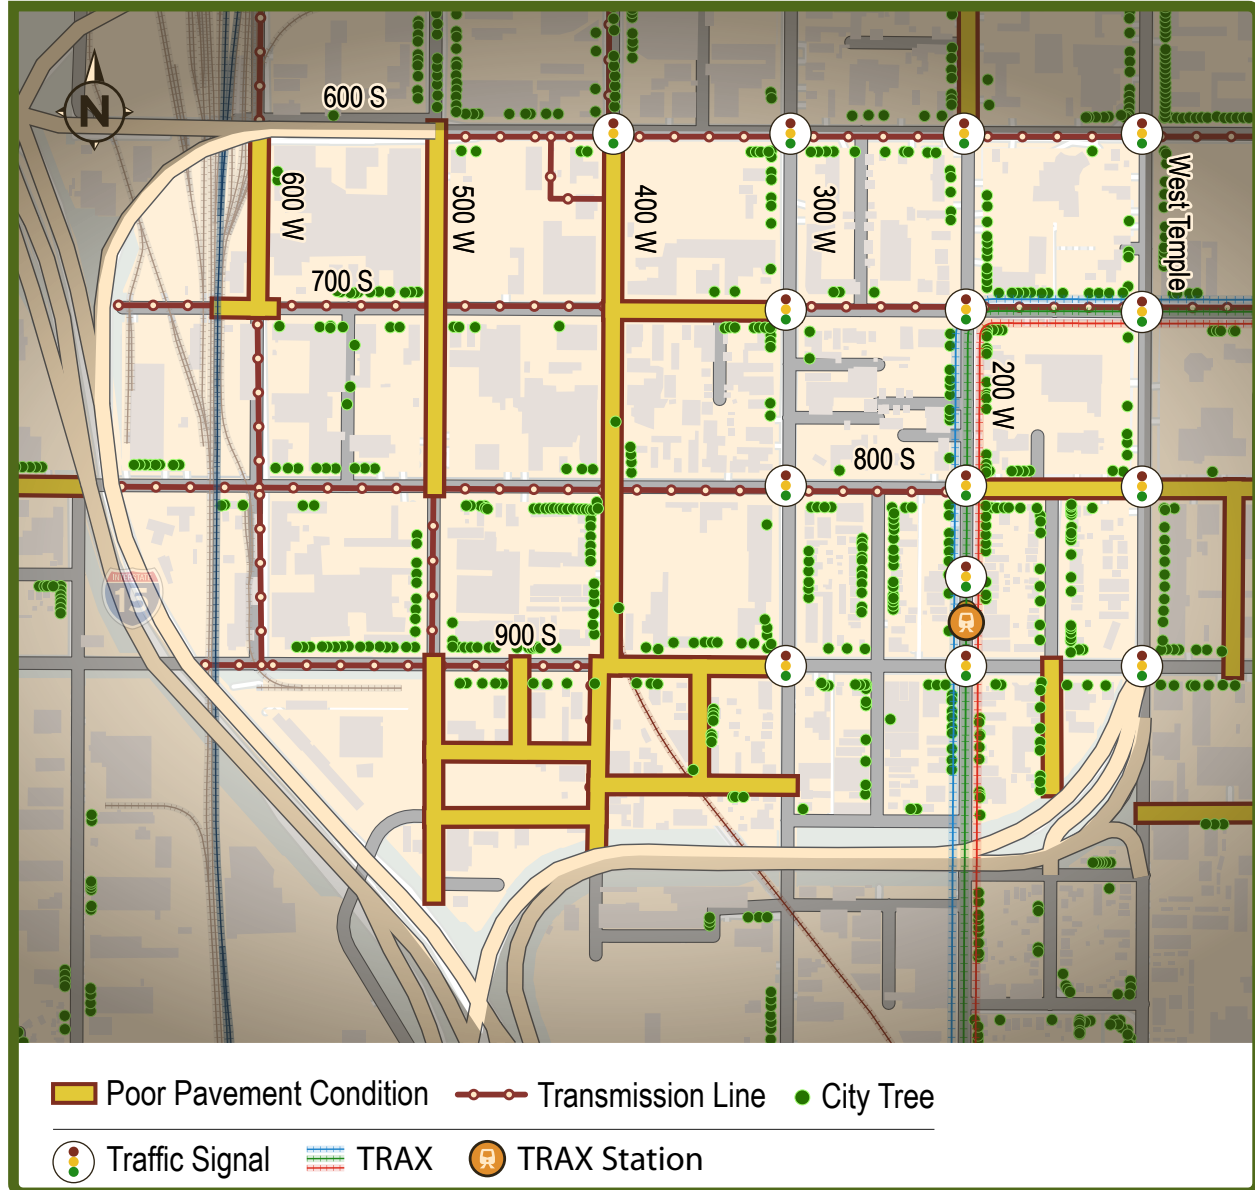 N
600 S
600 W
500 W
400 W
300 W
West Temple
700 S
200 W
800 S
INTERSTATE
15
900 S
Poor Pavement Condition
Transmission Line
City Tree
Traffic Signal
TRAX
TRAX Station